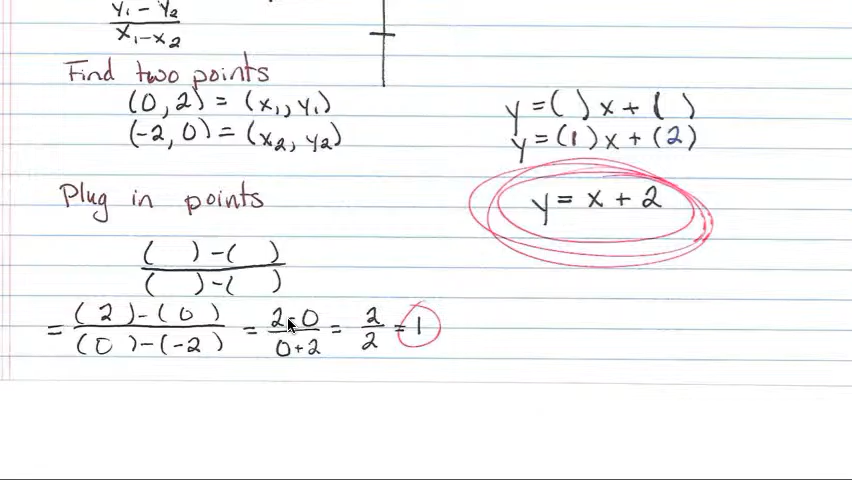 y₁ - y₂
x₁ - x₂
Find two points
(0, 2) = (x₁, y₁)
(-2, 0) = (x₂, y₂)
Plug in points
( ) - ( )
( ) - ( )
= (2) - (0) / (0) - (-2) = 2-0 / 0+2 = 2/2 = 1
y = ( ) x + ( )
y = (1) x + (2)
y = x + 2